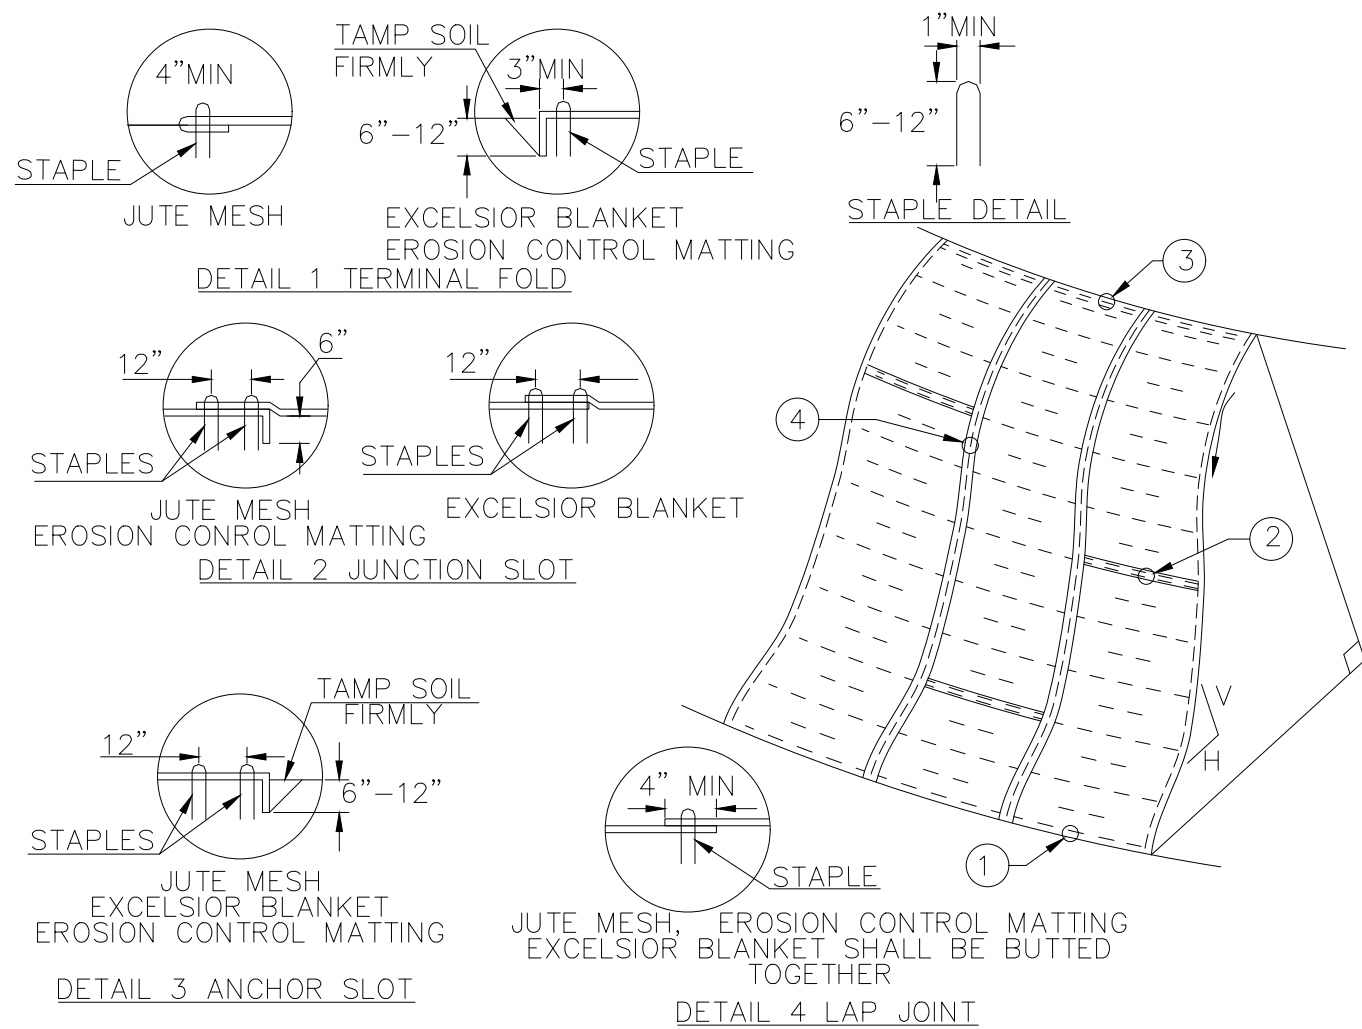 4”MIN
STAPLE
JUTE MESH
TAMP SOIL
FIRMLY
3”MIN
6”−12”
STAPLE
EXCELSIOR BLANKET
EROSION CONTROL MATTING
DETAIL 1 TERMINAL FOLD
1”MIN
6”−12”
STAPLE DETAIL
12”
6”
STAPLES
JUTE MESH
EROSION CONROL MATTING
12”
STAPLES
EXCELSIOR BLANKET
DETAIL 2 JUNCTION SLOT
3
4
2
V
H
1
TAMP SOIL
FIRMLY
12”
6”−12”
STAPLES
JUTE MESH
EXCELSIOR BLANKET
EROSION CONTROL MATTING
DETAIL 3 ANCHOR SLOT
4” MIN
STAPLE
JUTE MESH, EROSION CONTROL MATTING
EXCELSIOR BLANKET SHALL BE BUTTED
TOGETHER
DETAIL 4 LAP JOINT